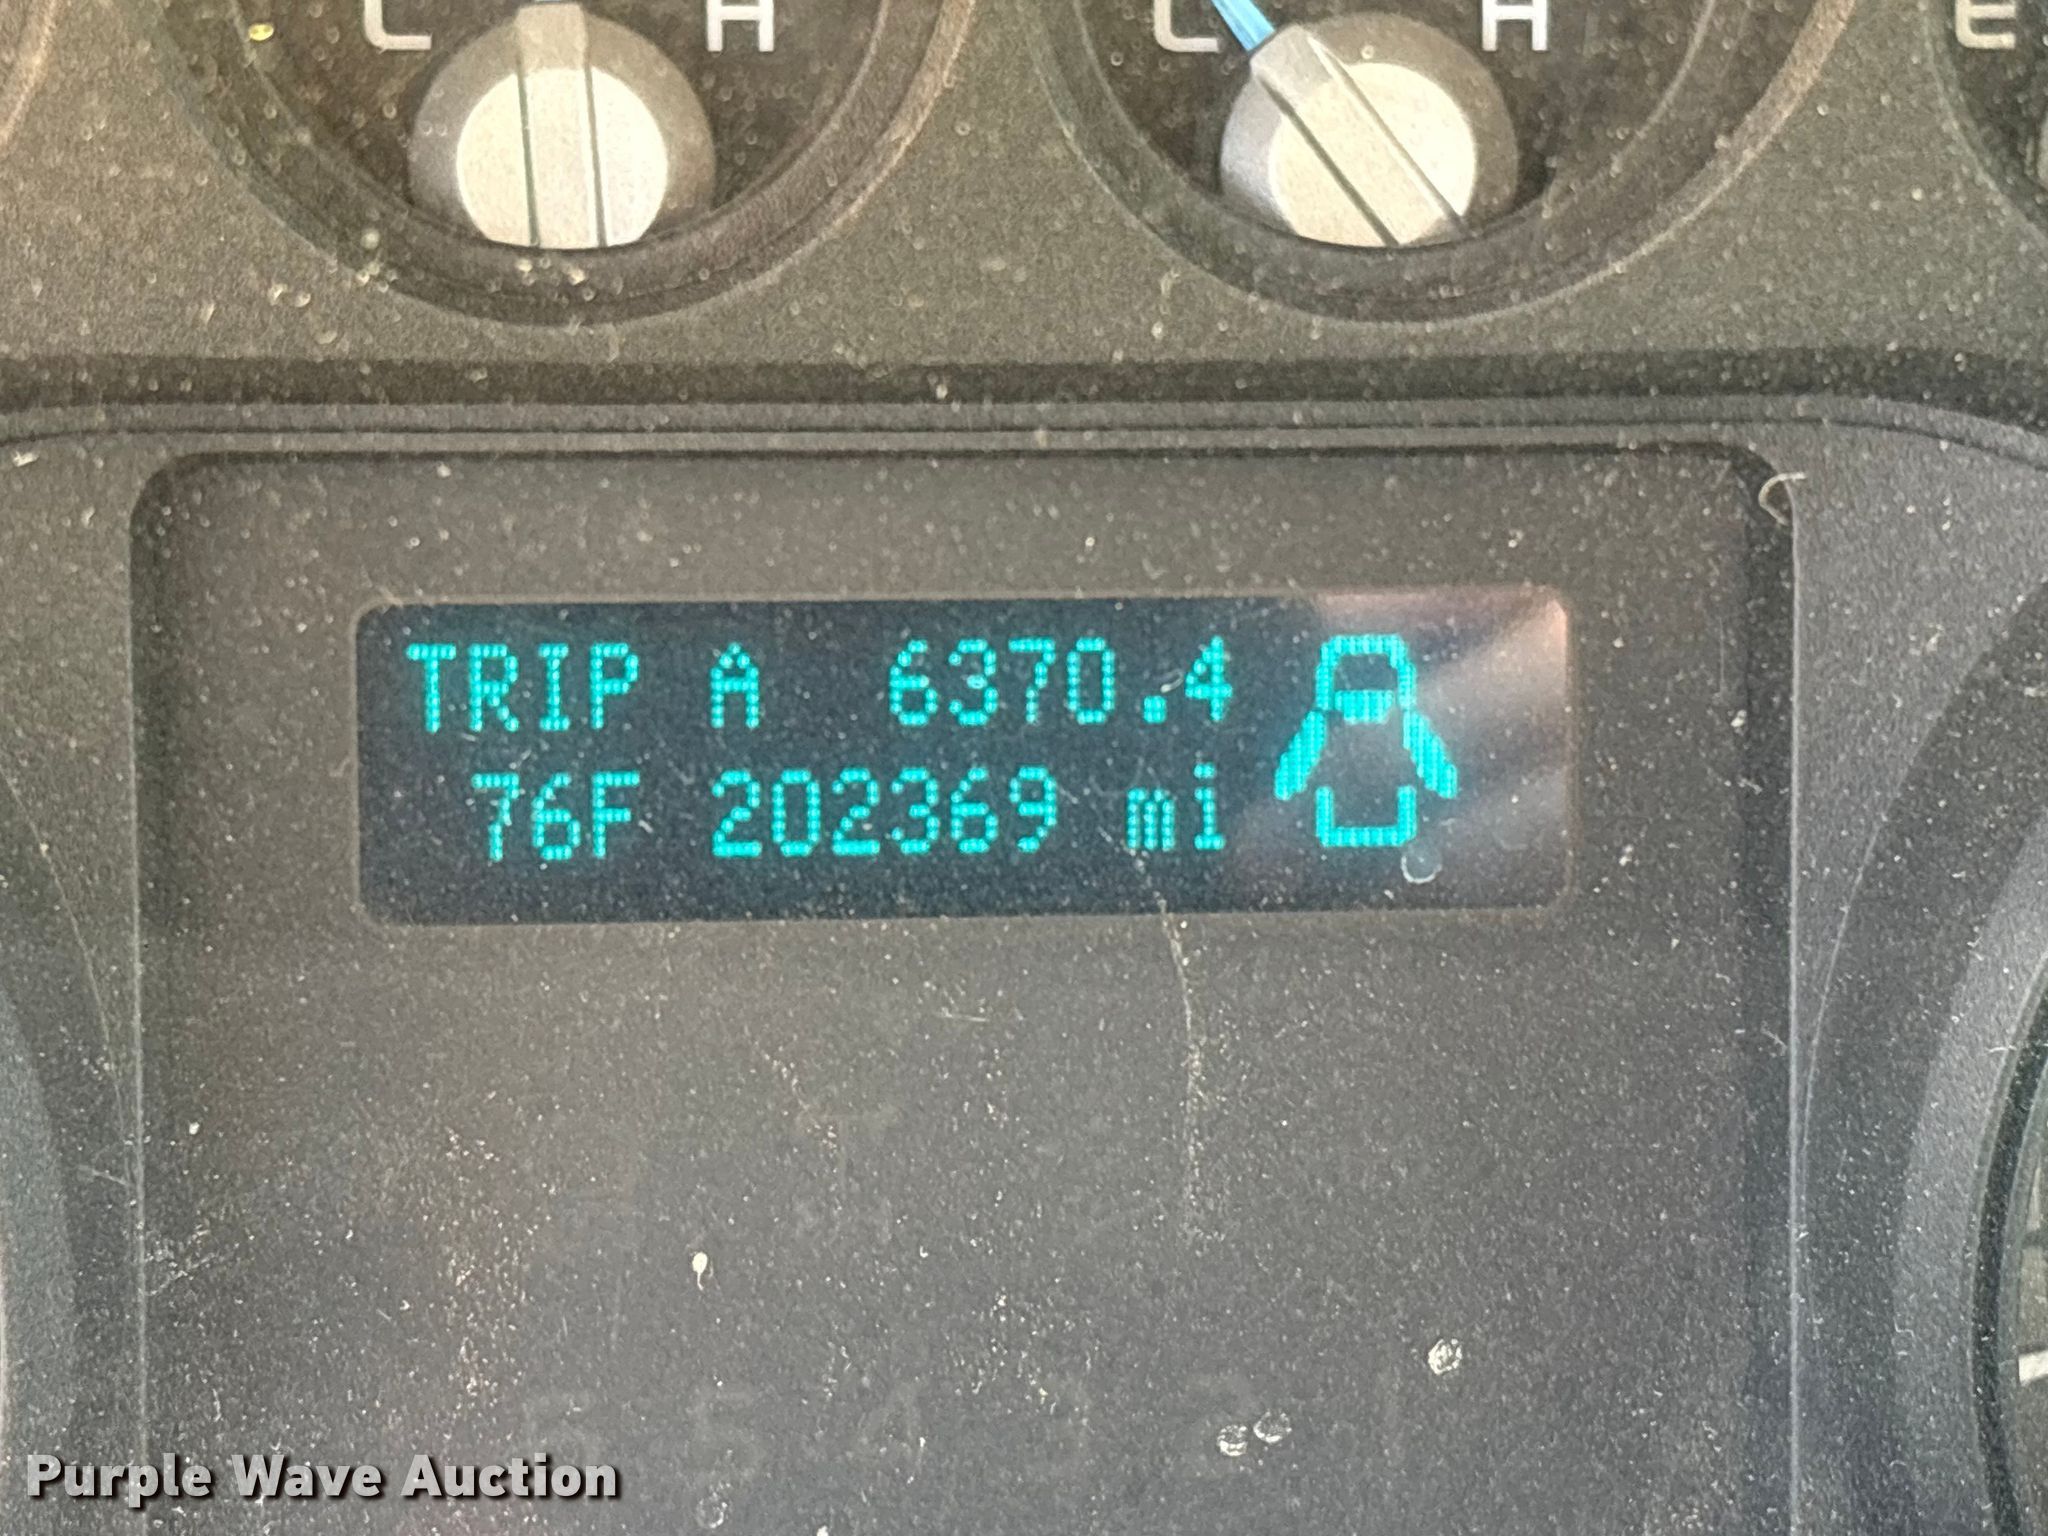 L H L H E
TRIP A 6370.4
76F 202369 mi
Purple Wave Auction